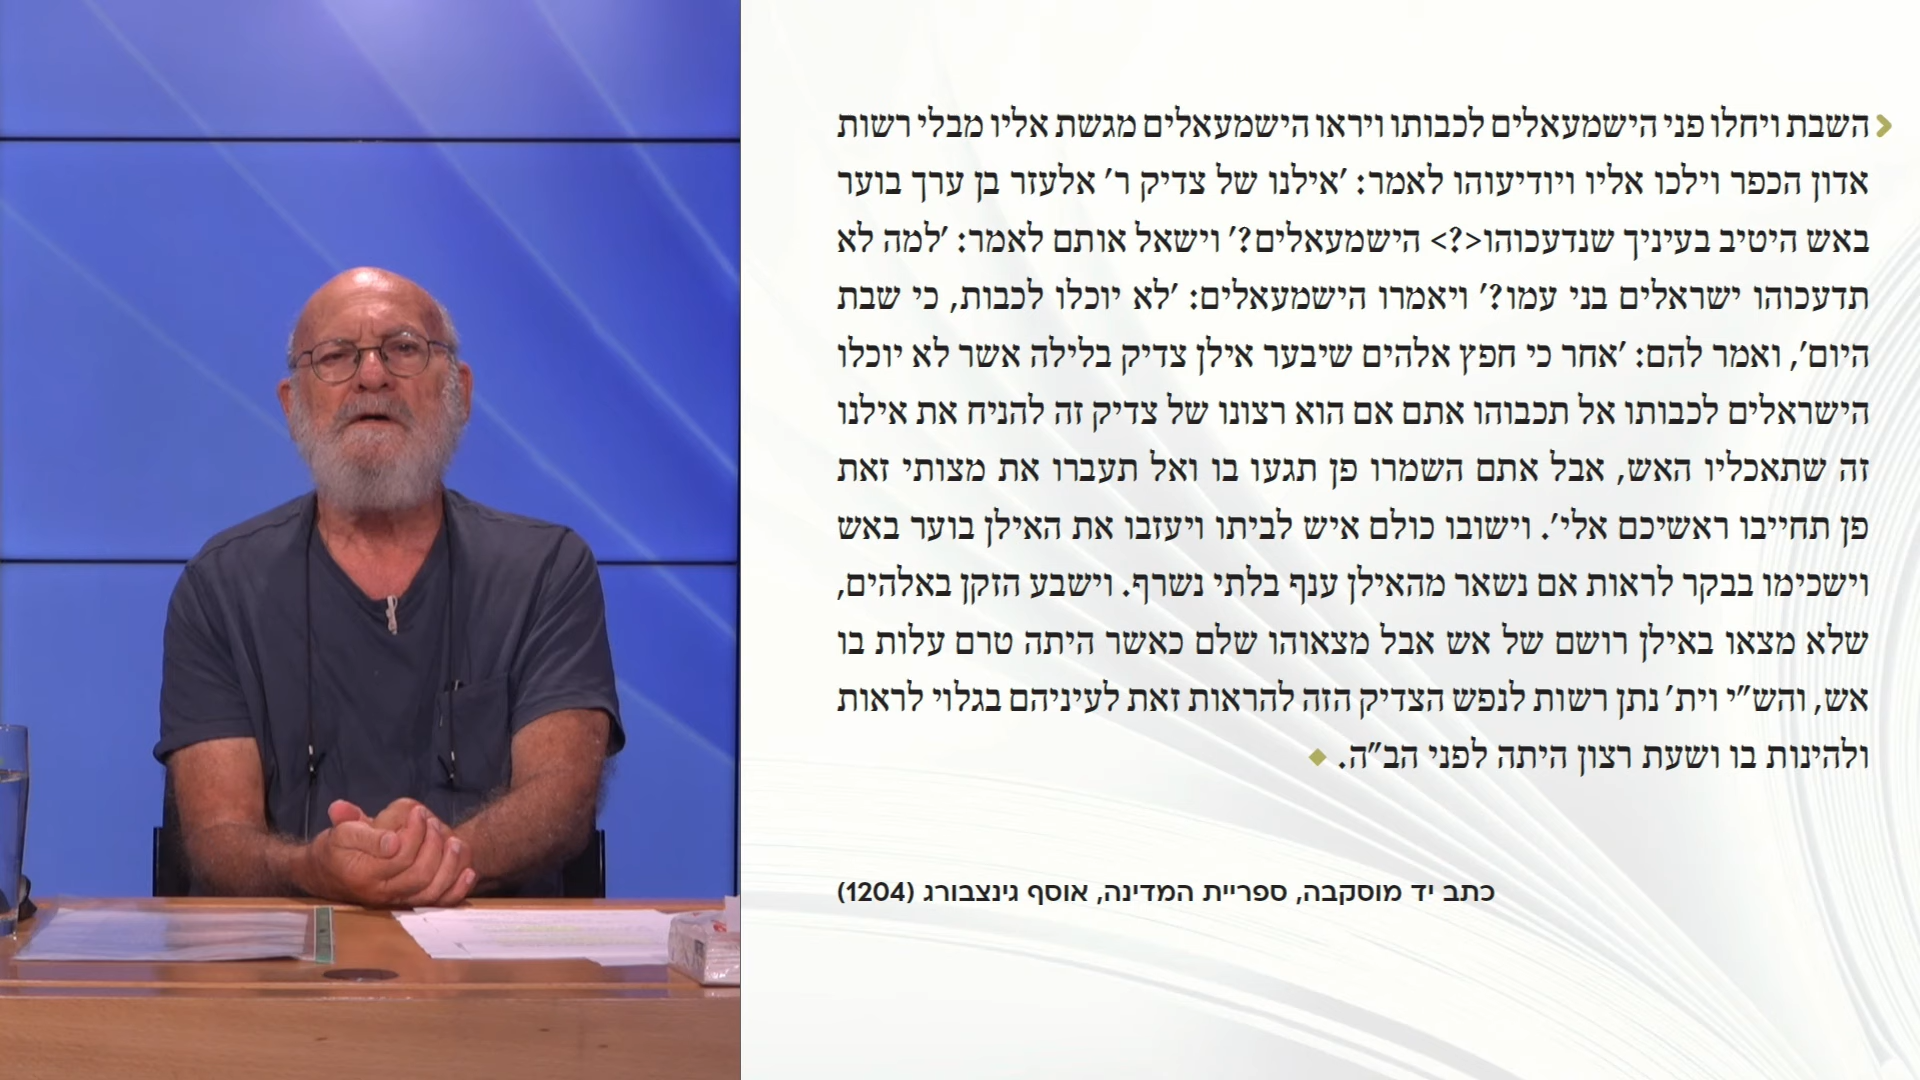 השבת ויחלו פני הישמעאלים לכבותו ויראו הישמעאלים מגשת אליו מבלי רשות
אדון הכפר וילכו אליו ויודיעוהו לאמר: 'אילנו של צדיק ר' אלעזר בן ערך בוער
באש היטיב בעיניך שנדעכוהו<?> הישמעאלים?' וישאל אותם לאמר: 'למה לא
תדעכוהו ישראלים בני עמו?' ויאמרו הישמעאלים: 'לא יוכלו לכבות, כי שבת
היום', ואמר להם: 'אחר כי חפץ אלהים שיבער אילן צדיק בלילה אשר לא יוכלו
הישראלים לכבותו אל תכבוהו אתם אם הוא רצונו של צדיק זה להניח את אילנו
זה שתאכליו האש, אבל אתם השמרו פן תגעו בו ואל תעברו את מצותי זאת
פן תחייבו ראשיכם אלי'. וישובו כולם איש לביתו ויעזבו את האילן בוער באש
וישכימו בבקר לראות אם נשאר מהאילן ענף בלתי נשרף. וישבע הזקן באלהים,
שלא מצאו באילן רושם של אש אבל מצאוהו שלם כאשר היתה טרם עלות בו
אש, והש"י וית' נתן רשות לנפש הצדיק הזה להראות זאת לעיניהם בגלוי לראות
ולהינות בו ושעת רצון היתה לפני הב"ה.
כתב יד מוסקבה, ספריית המדינה, אוסף גינצבורג (1204)